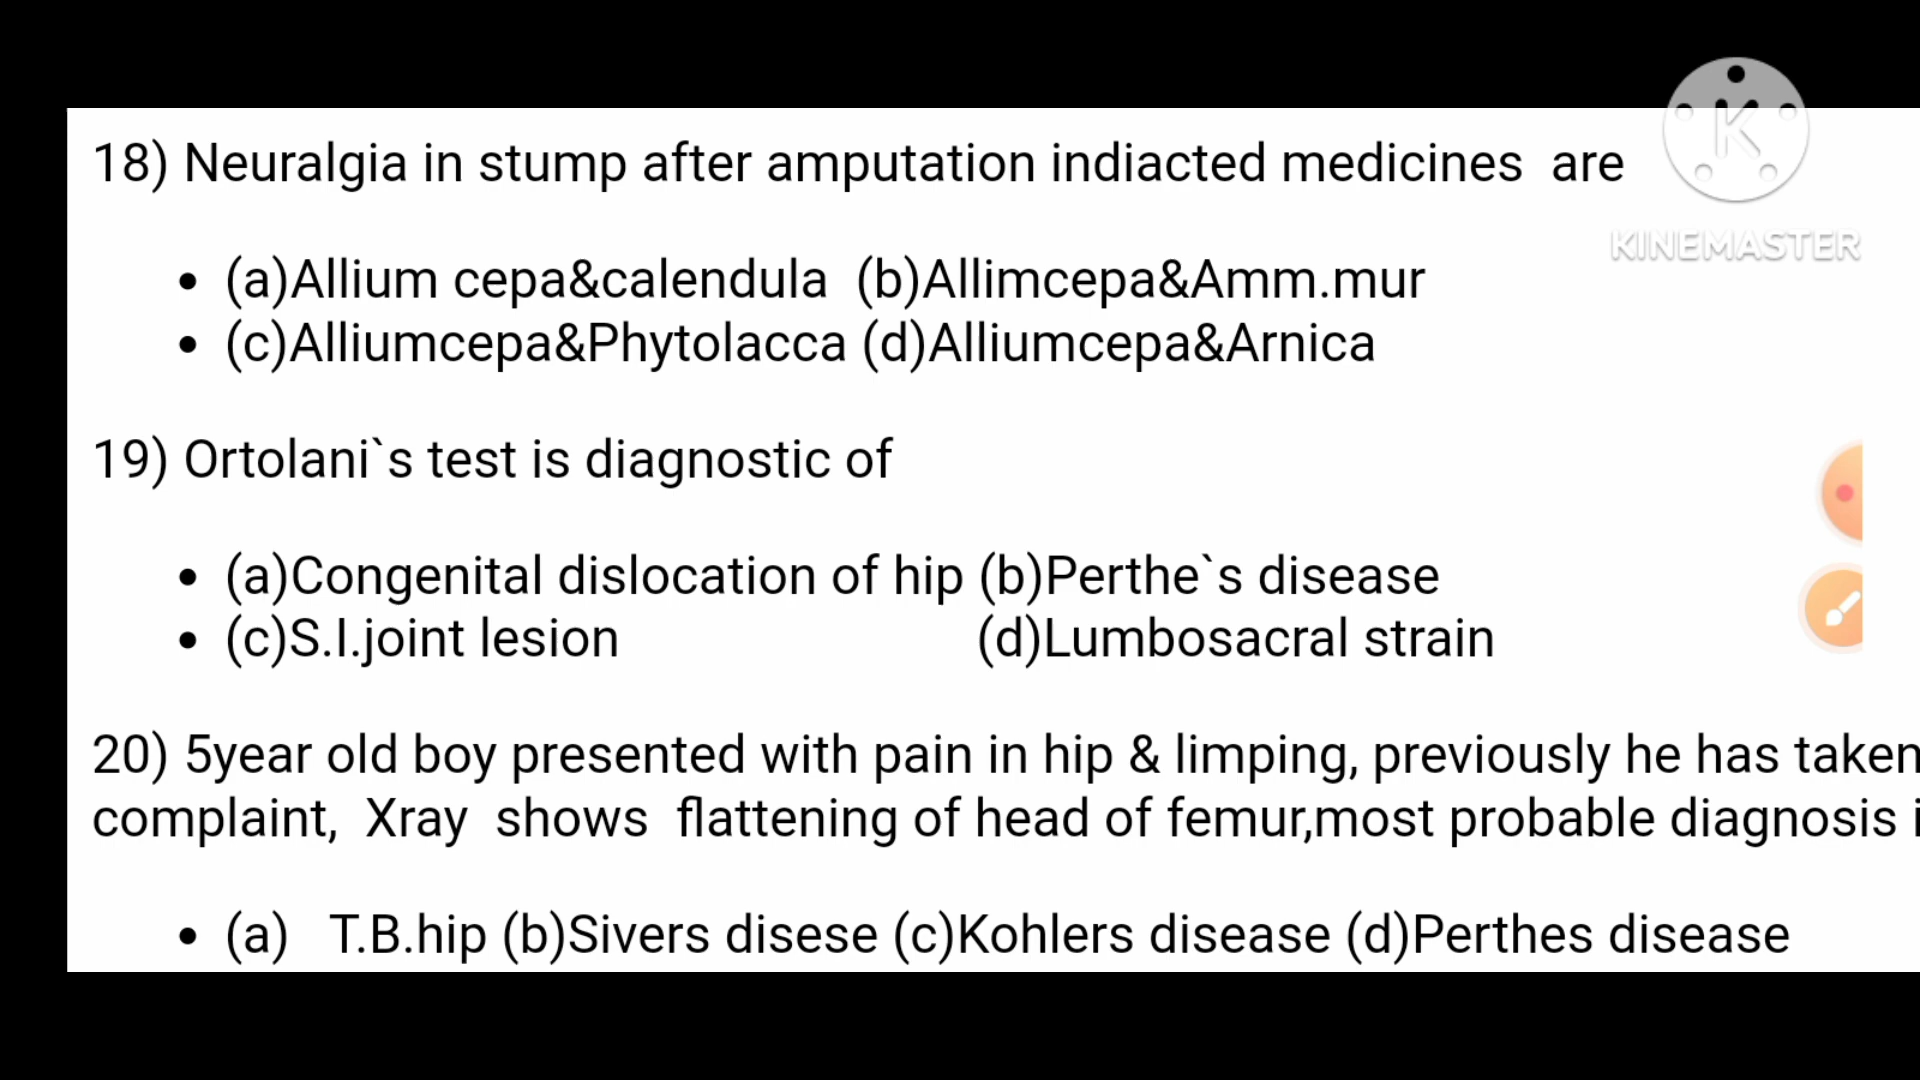 K
KINEMASTER
18) Neuralgia in stump after amputation indiacted medicines are
• (a)Allium cepa&calendula (b)Allimcepa&Amm.mur
• (c)Alliumcepa&Phytolacca (d)Alliumcepa&Arnica
19) Ortolani`s test is diagnostic of
• (a)Congenital dislocation of hip (b)Perthe`s disease
• (c)S.I.joint lesion (d)Lumbosacral strain
20) 5year old boy presented with pain in hip & limping, previously he has taken
complaint, Xray shows flattening of head of femur,most probable diagnosis
• (a) T.B.hip (b)Sivers disese (c)Kohlers disease (d)Perthes disease